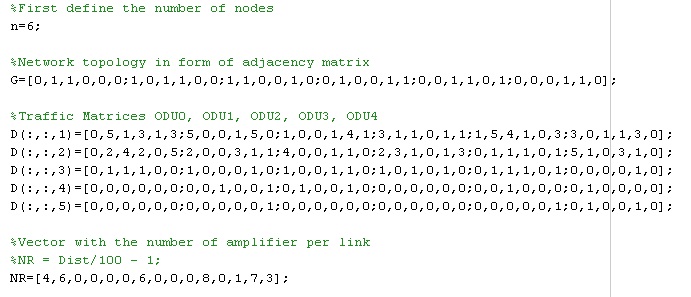 %First define the number of nodes
n=6;
%Network topology in form of adjacency matrix
G=[0,1,1,0,0,0;1,0,1,1,0,0;1,1,0,0,1,0;0,1,0,0,1,1;0,0,1,1,0,1;0,0,0,1,1,0];
%Traffic Matrices ODU0, ODU1, ODU2, ODU3, ODU4
D(:,:,1)=[0,5,1,3,1,3;5,0,0,1,5,0;1,0,0,1,4,1;3,1,1,0,1,1;1,5,4,1,0,3;3,0,1,1,3,0];
D(:,:,2)=[0,2,4,2,0,5;2,0,0,3,1,1;4,0,0,1,1,0;2,3,1,0,1,3;0,1,1,1,0,1;5,1,0,3,1,0];
D(:,:,3)=[0,1,1,1,0,0;1,0,0,0,1,0;1,0,0,1,1,0;1,0,1,0,1,0;0,1,1,1,0,1;0,0,0,0,1,0];
D(:,:,4)=[0,0,0,0,0,0;0,0,1,0,0,1;0,1,0,0,1,0;0,0,0,0,0,0;0,0,1,0,0,0;0,1,0,0,0,0];
D(:,:,5)=[0,0,0,0,0,0;0,0,0,0,0,1;0,0,0,0,0,0;0,0,0,0,0,0;0,0,0,0,0,1;0,1,0,0,1,0];
%Vector with the number of amplifier per link
%NR = Dist/100 - 1;
NR=[4,6,0,0,0,0,6,0,0,0,8,0,1,7,3];